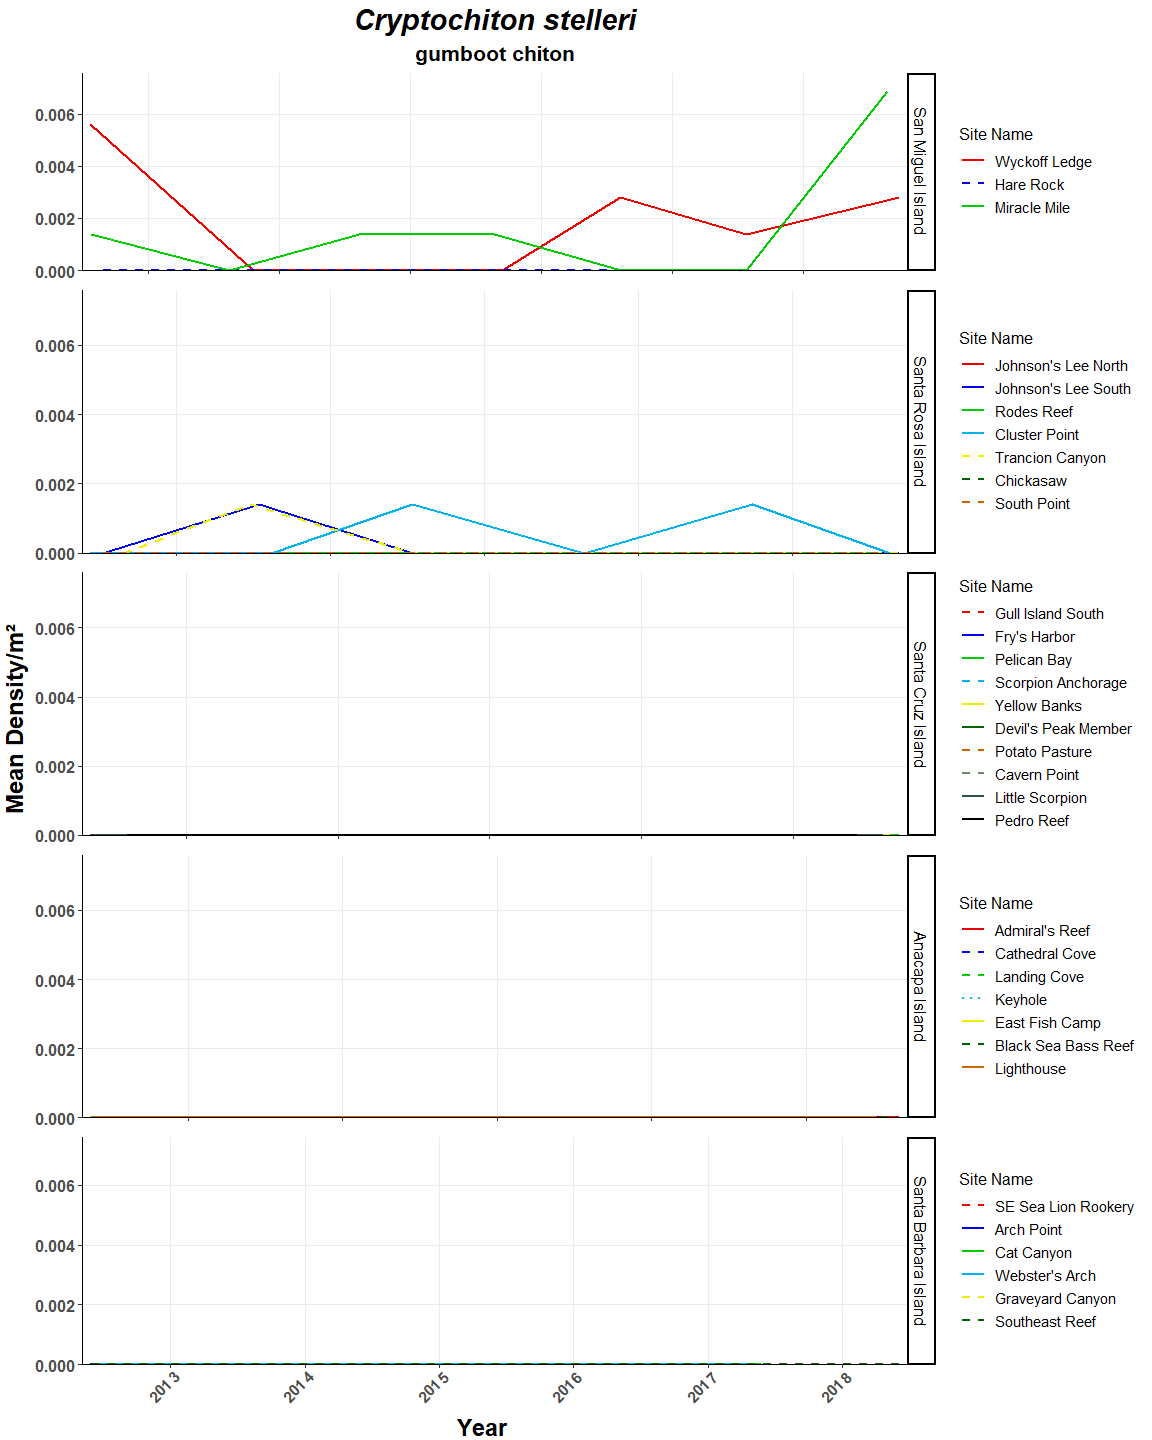 Cryptochiton stelleri
gumboot chiton
Mean Density/m²
0.006
0.004
0.002
0.000
San Miguel Island
Site Name
Wyckoff Ledge
Hare Rock
Miracle Mile
0.006
0.004
0.002
0.000
Santa Rosa Island
Site Name
Johnson's Lee North
Johnson's Lee South
Rodes Reef
Cluster Point
Trancion Canyon
Chickasaw
South Point
0.006
0.004
0.002
0.000
Santa Cruz Island
Site Name
Gull Island South
Fry's Harbor
Pelican Bay
Scorpion Anchorage
Yellow Banks
Devil's Peak Member
Potato Pasture
Cavern Point
Little Scorpion
Pedro Reef
0.006
0.004
0.002
0.000
Anacapa Island
Site Name
Admiral's Reef
Cathedral Cove
Landing Cove
Keyhole
East Fish Camp
Black Sea Bass Reef
Lighthouse
0.006
0.004
0.002
0.000
Santa Barbara Island
Site Name
SE Sea Lion Rookery
Arch Point
Cat Canyon
Webster's Arch
Graveyard Canyon
Southeast Reef
2013
2014
2015
2016
2017
2018
Year